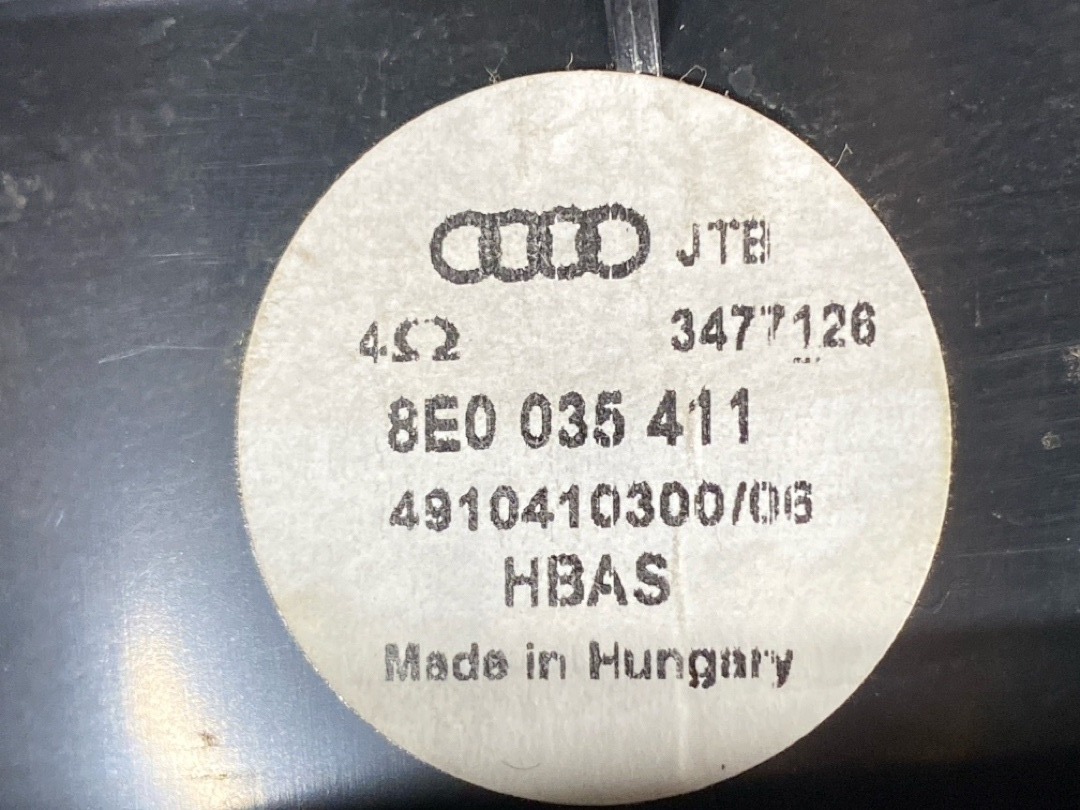 JTB
4Ω 3477126
8E0 035 411
4910410300/06
HBAS
Made in Hungary